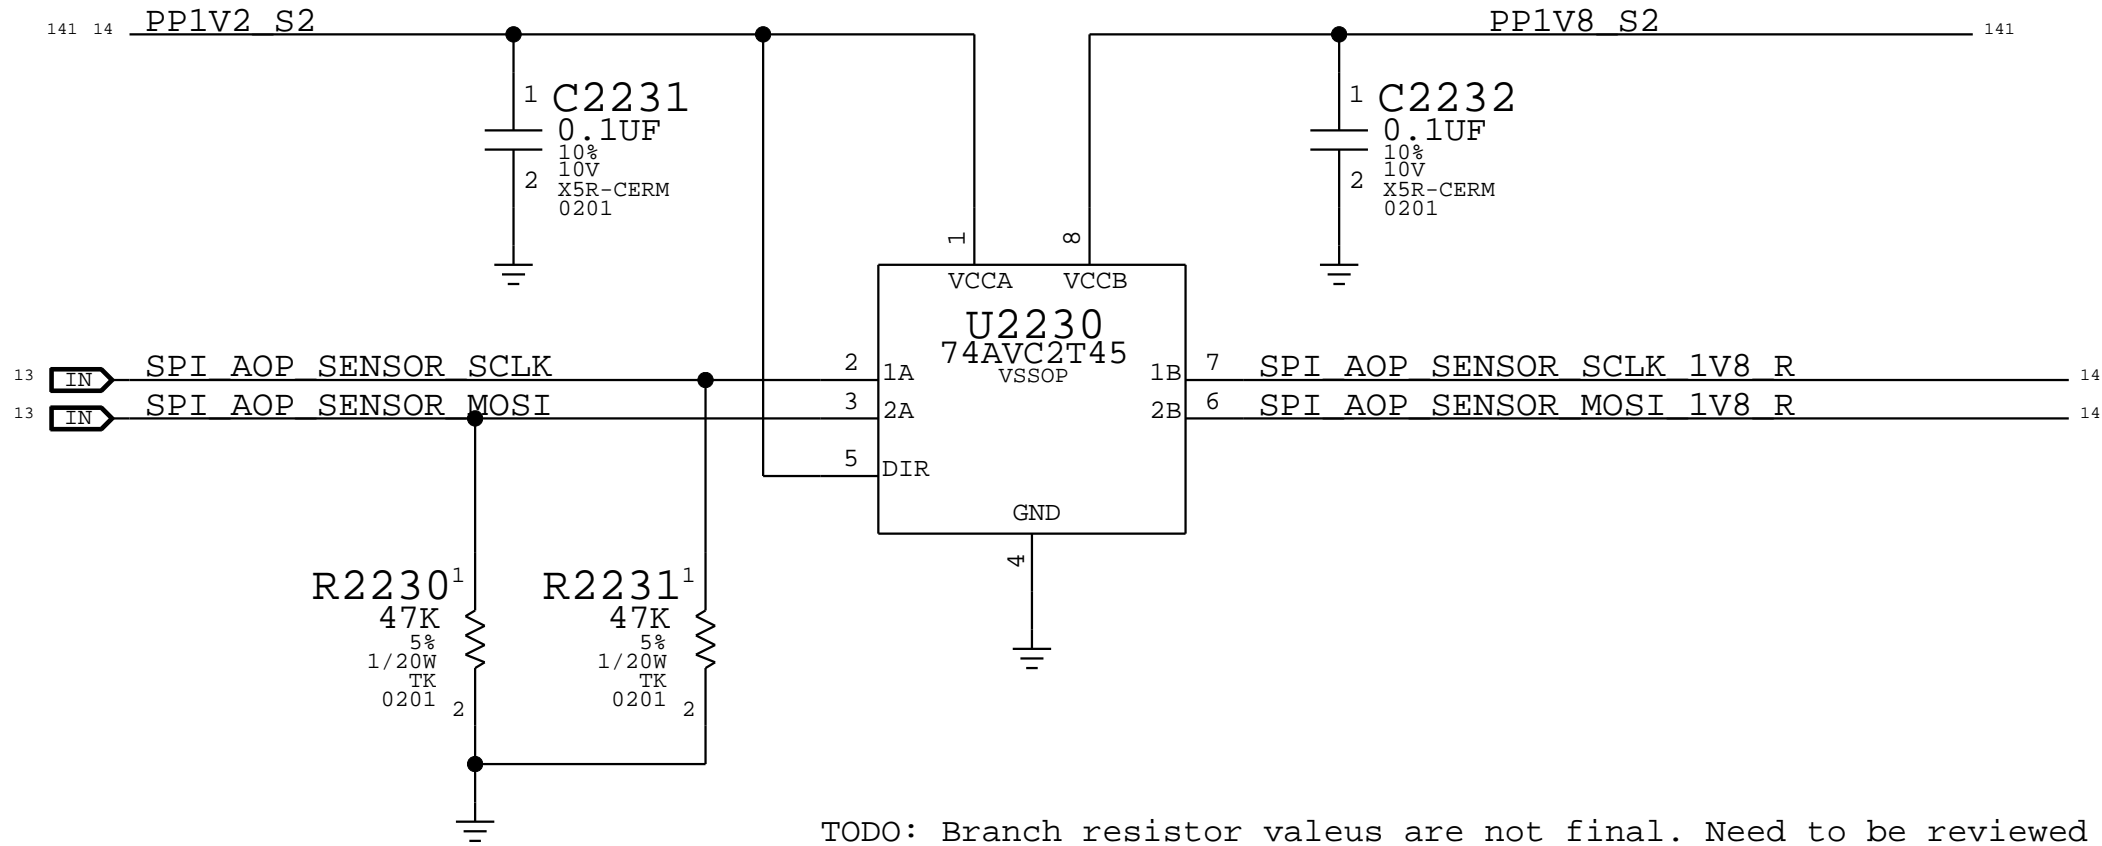 141 14 PP1V2_S2 PP1V8_S2 141
1 C2231
0.1UF
10%
10V
2 X5R-CERM
0201
1 C2232
0.1UF
10%
10V
2 X5R-CERM
0201
1 8
VCCA VCCB
U2230
74AVC2T45
VSSOP
13 IN SPI_AOP_SENSOR_SCLK 2 1A 1B 7 SPI_AOP_SENSOR_SCLK_1V8_R 14
13 IN SPI_AOP_SENSOR_MOSI 3 2A 2B 6 SPI_AOP_SENSOR_MOSI_1V8_R 14
5 DIR
GND
4
R2230 1
47K
5%
1/20W
TK
0201
2
R2231 1
47K
5%
1/20W
TK
0201
2
TODO: Branch resistor valeus are not final. Need to be reviewed